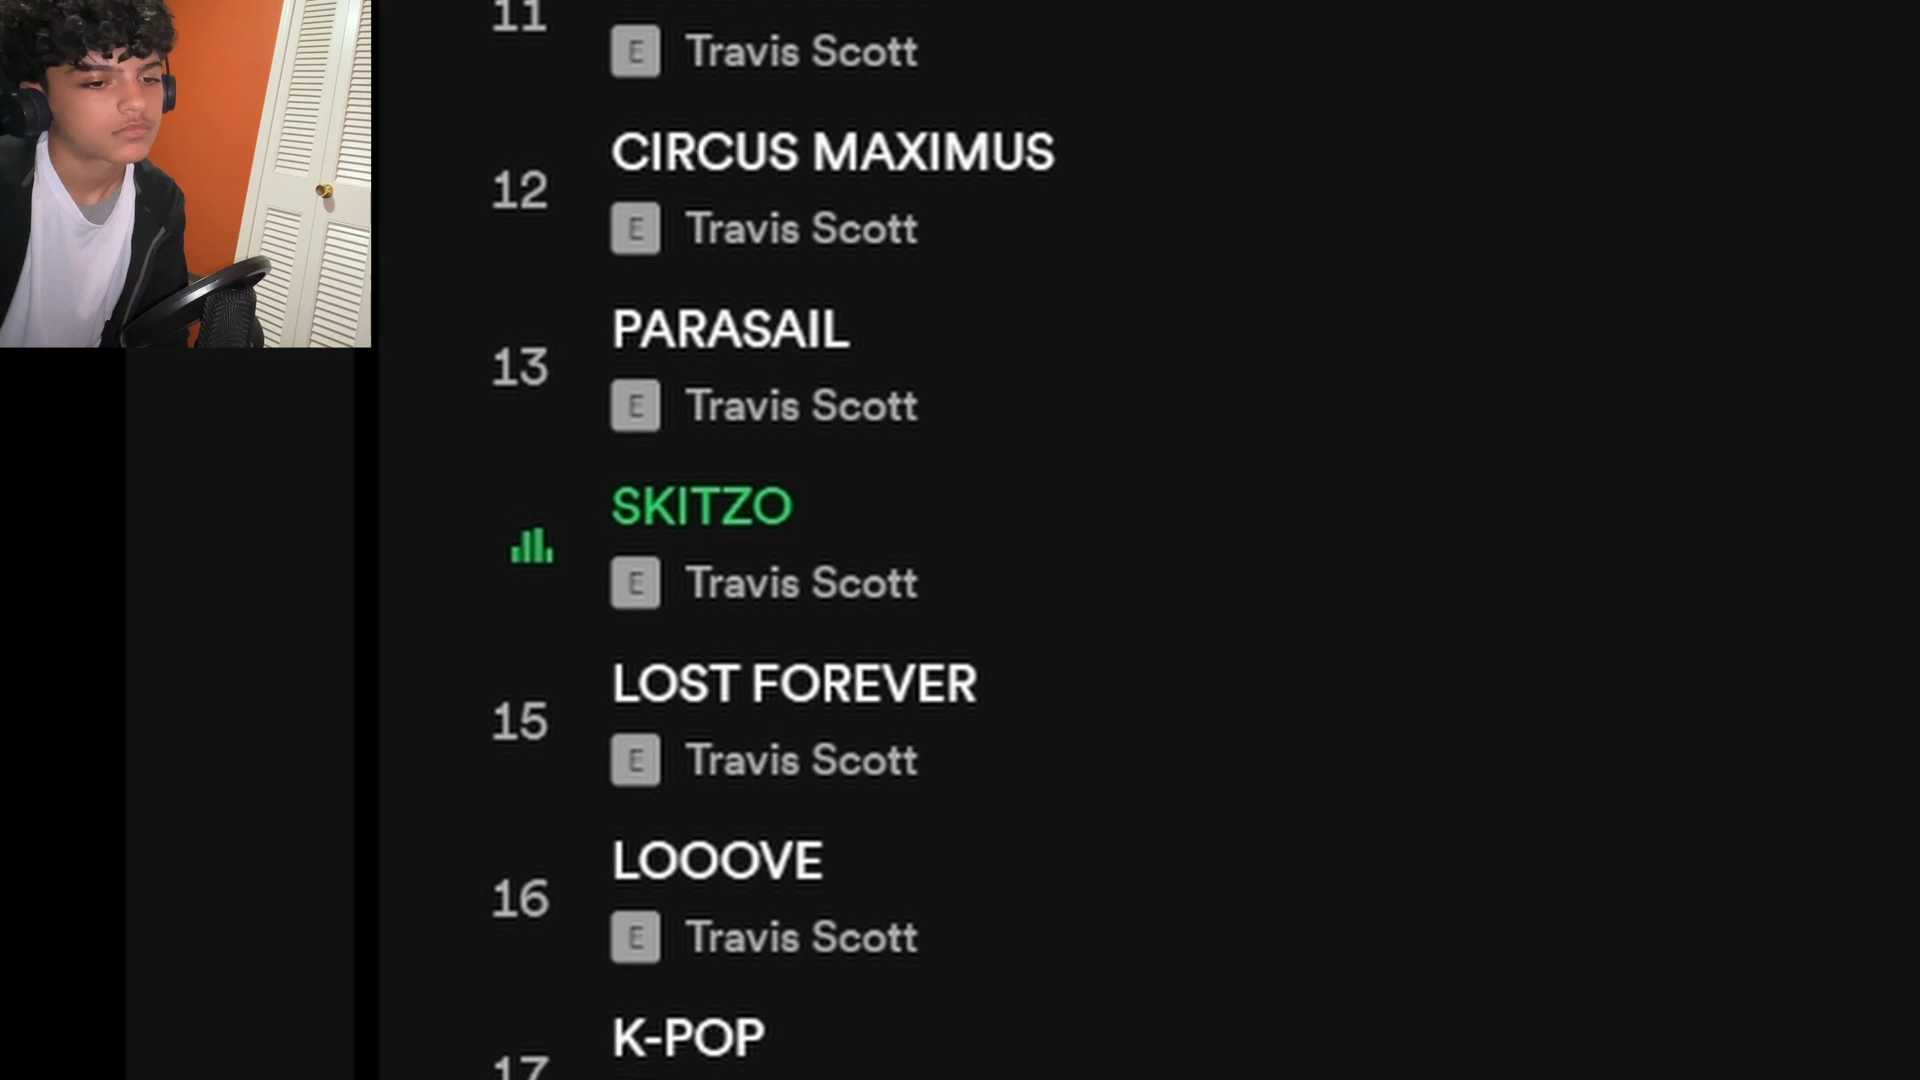 11
E Travis Scott
CIRCUS MAXIMUS
12
E Travis Scott
PARASAIL
13
E Travis Scott
SKITZO
E Travis Scott
LOST FOREVER
15
E Travis Scott
LOOOVE
16
E Travis Scott
K-POP
17